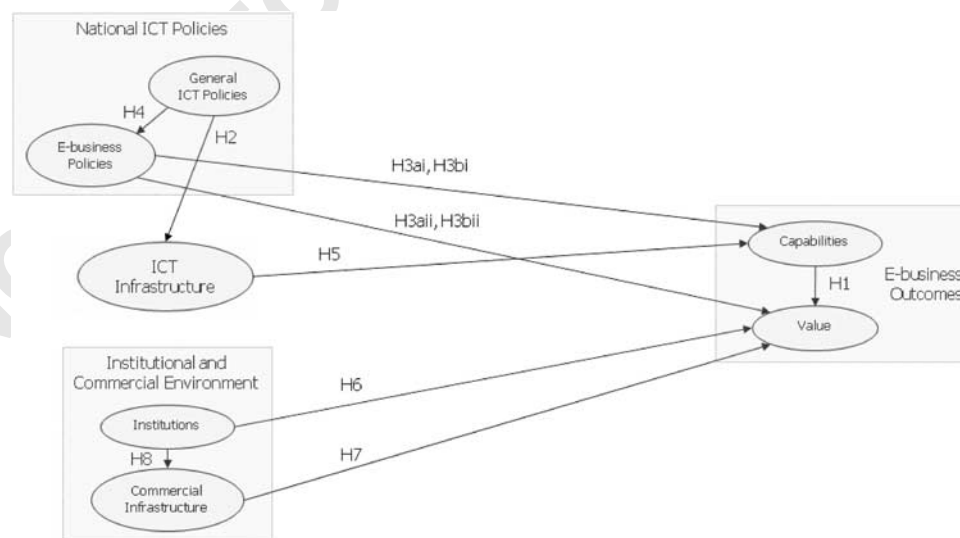 National ICT Policies
General
ICT Policies
H4
H2
E-business
Policies
H3ai, H3bi
H3aii, H3bii
Capabilities
ICT
Infrastructure
H5
H1
E-business
Outcomes
Value
Institutional and
Commercial Environment
H6
Institutions
H8
H7
Commercial
Infrastructure